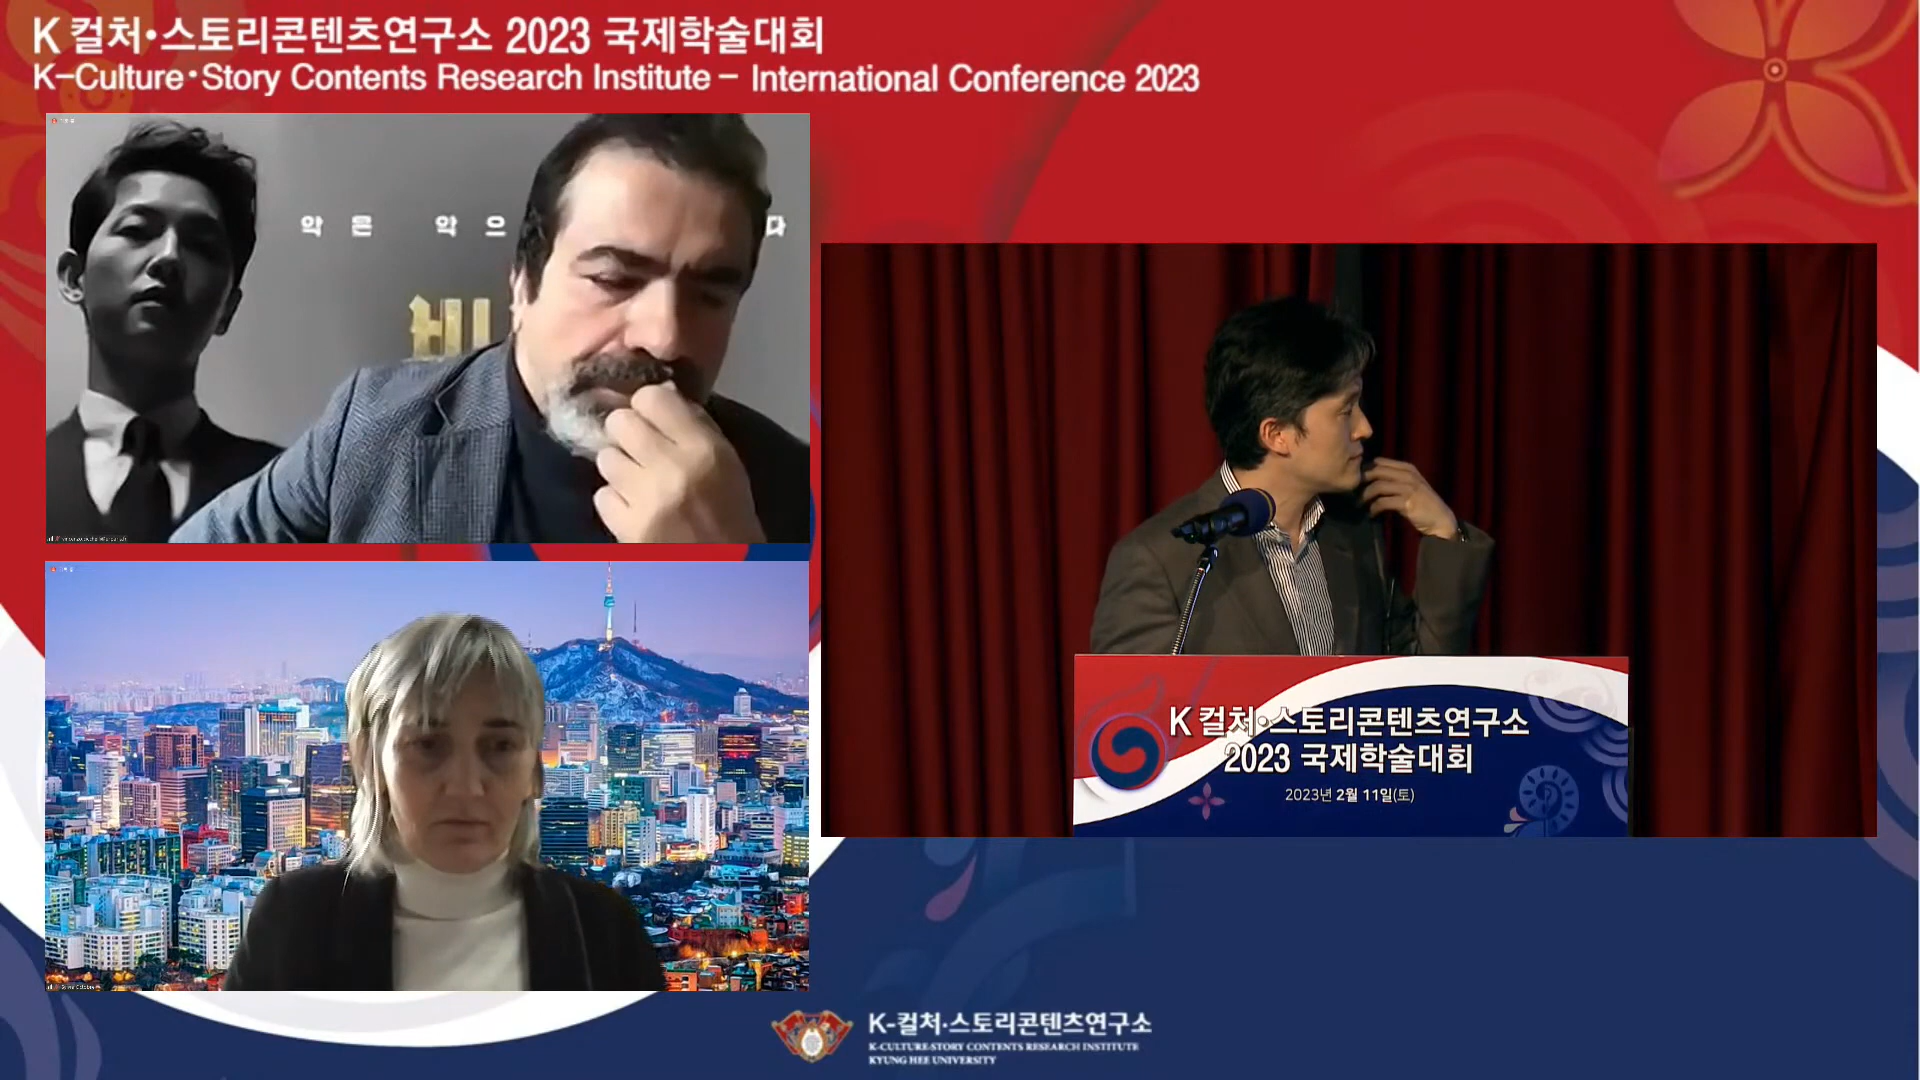 K 컬처•스토리콘텐츠연구소 2023 국제학술대회
K-Culture•Story Contents Research Institute - International Conference 2023
악 은 악 으
다
비
K 컬처•스토리콘텐츠연구소
2023 국제학술대회
2023년 2월 11일(토)
K-컬처·스토리콘텐츠연구소
K-CULTURE·STORY CONTENTS RESEARCH INSTITUTE
KYUNG HEE UNIVERSITY